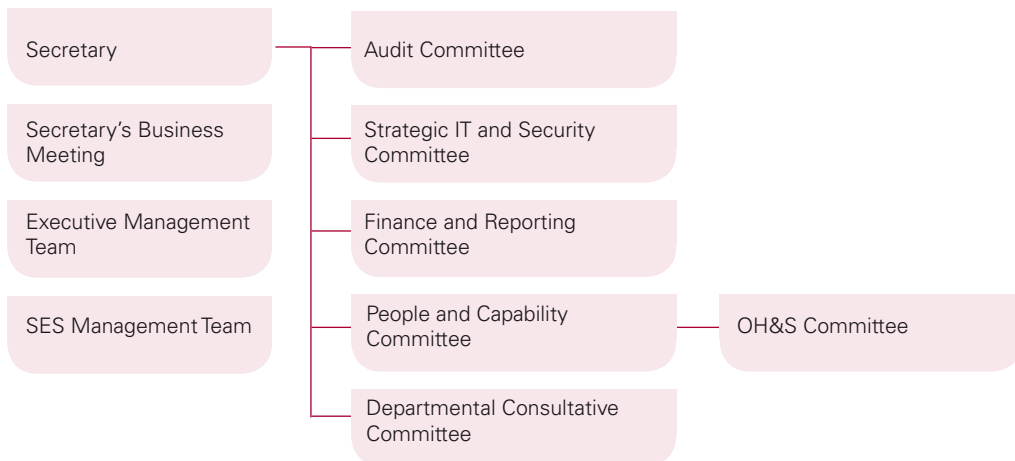 Secretary
Audit Committee
Secretary's Business
Meeting
Strategic IT and Security
Committee
Executive Management
Team
Finance and Reporting
Committee
SES Management Team
People and Capability
Committee
OH&S Committee
Departmental Consultative
Committee